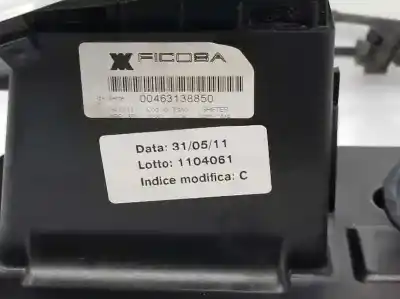 FICOSA
00463138850
Data: 31/05/11
Lotto: 1104061
Indice modifica: C